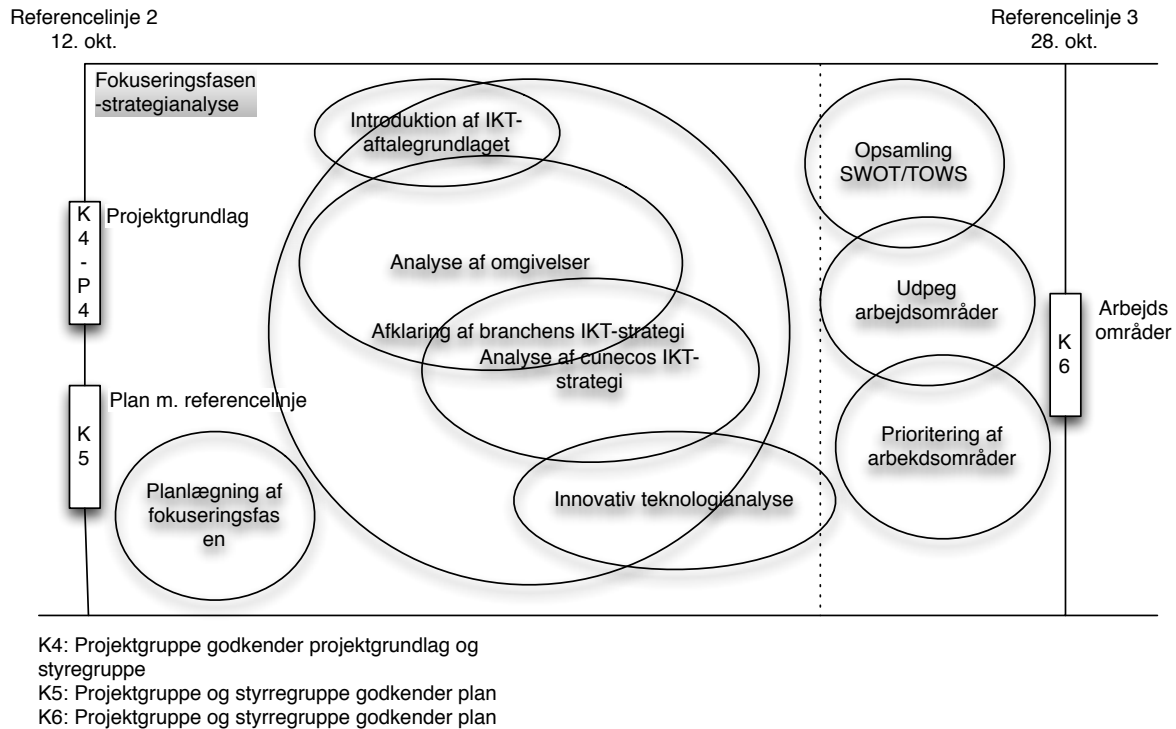 Referencelinje 2
12. okt.
Referencelinje 3
28. okt.
Fokuseringsfasen
-strategianalyse
Introduktion af IKT-
aftalegrundlaget
Opsamling
SWOT/TOWS
K
4
-
P
4
Projektgrundlag
Analyse af omgivelser
Udpeg
arbejdsområder
Afklaring af branchens IKT-strategi
Analyse af cunecos IKT-
strategi
K
6
Arbejds
områder
Plan m. referencelinje
K
5
Prioritering af
arbekdsområder
Planlægning af
fokuseringsfas
en
Innovativ teknologianalyse
K4: Projektgruppe godkender projektgrundlag og
styregruppe
K5: Projektgruppe og styrregruppe godkender plan
K6: Projektgruppe og styrregruppe godkender plan